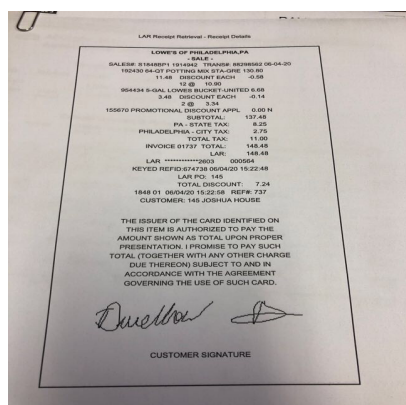 LAR Receipt Retrieval - Receipt Details
LOWE'S OF PHILADELPHIA,PA
- SALE -
SALES#: S1848BP1 1914942 TRANS#: 88298562 06-04-20
182430 64-QT POTTING MIX STA-GRE 130.80
11.48 DISCOUNT EACH -0.58
12 @ 10.90
954434 5-GAL LOWES BUCKET-UNITED 6.68
3.48 DISCOUNT EACH -0.14
2 @ 3.34
155670 PROMOTIONAL DISCOUNT APPL 0.00 N
SUBTOTAL: 137.48
PA - STATE TAX: 8.25
PHILADELPHIA - CITY TAX: 2.75
TOTAL TAX: 11.00
INVOICE 01737 TOTAL: 148.48
LAR: 148.48
LAR ************2603 000564
KEYED REFID:674738 06/04/20 15:22:48
LAR PO: 145
TOTAL DISCOUNT: 7.24
1848 01 06/04/20 15:22:58 REF#: 737
CUSTOMER: 145 JOSHUA HOUSE
THE ISSUER OF THE CARD IDENTIFIED ON
THIS ITEM IS AUTHORIZED TO PAY THE
AMOUNT SHOWN AS TOTAL UPON PROPER
PRESENTATION. I PROMISE TO PAY SUCH
TOTAL (TOGETHER WITH ANY OTHER CHARGE
DUE THEREON) SUBJECT TO AND IN
ACCORDANCE WITH THE AGREEMENT
GOVERNING THE USE OF SUCH CARD.
CUSTOMER SIGNATURE